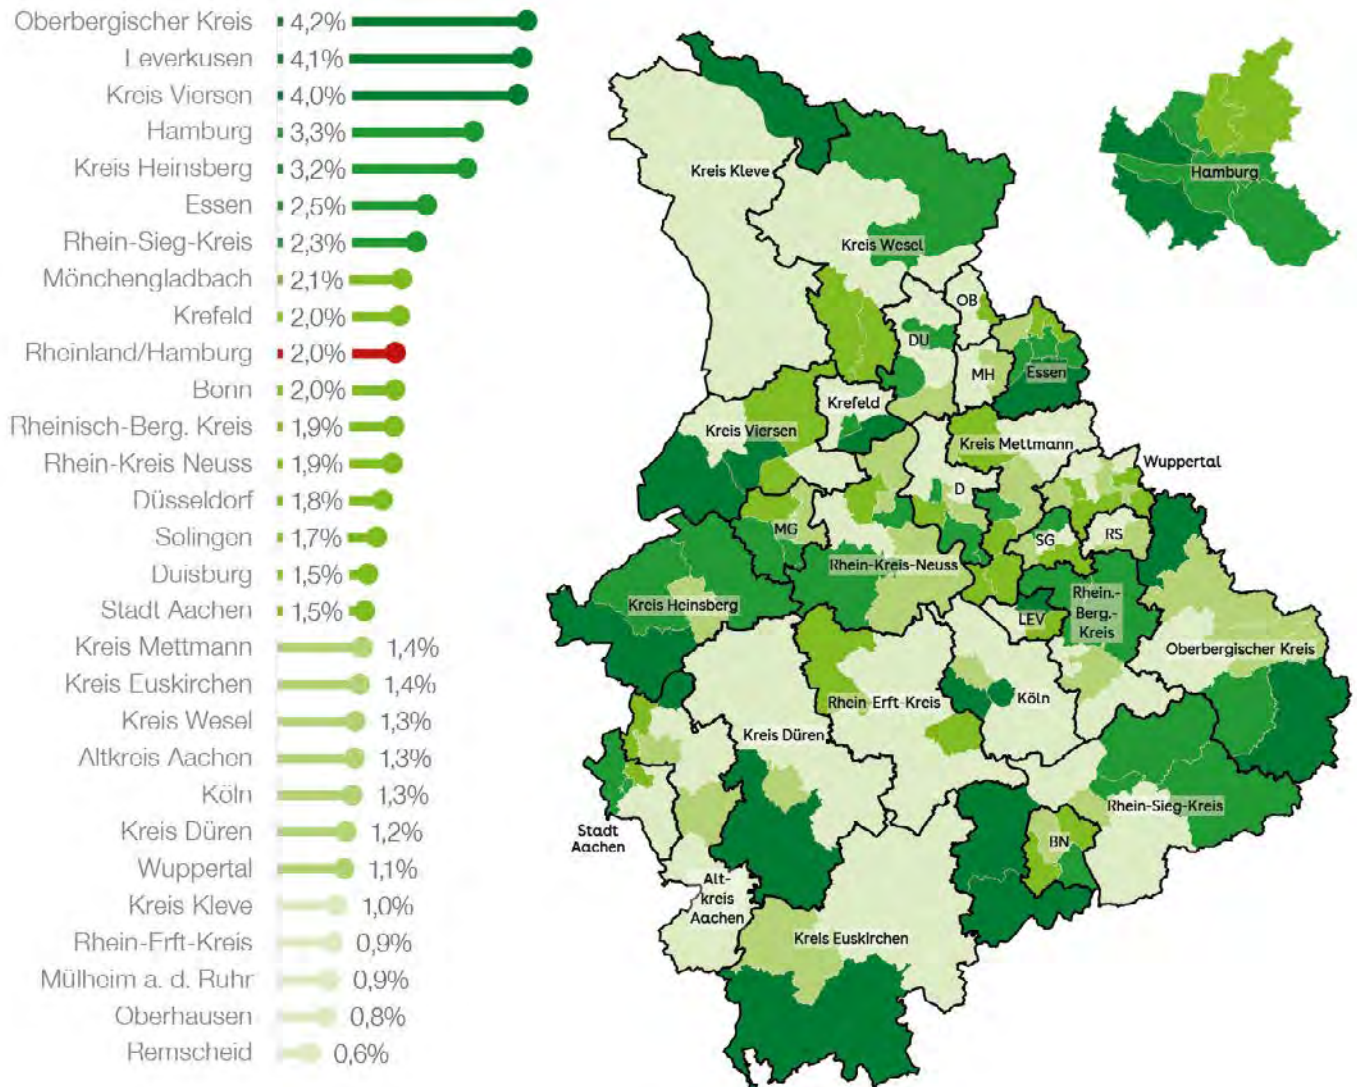 Oberbergischer Kreis 4,2%
Leverkusen 4,1%
Kreis Viersen 4,0%
Hamburg 3,3%
Kreis Heinsberg 3,2%
Essen 2,5%
Rhein-Sieg-Kreis 2,3%
Mönchengladbach 2,1%
Krefeld 2,0%
Rheinland/Hamburg 2,0%
Bonn 2,0%
Rheinisch-Berg. Kreis 1,9%
Rhein-Kreis Neuss 1,9%
Düsseldorf 1,8%
Solingen 1,7%
Duisburg 1,5%
Stadt Aachen 1,5%
Kreis Mettmann 1,4%
Kreis Euskirchen 1,4%
Kreis Wesel 1,3%
Altkreis Aachen 1,3%
Köln 1,3%
Kreis Düren 1,2%
Wuppertal 1,1%
Kreis Kleve 1,0%
Rhein-Erft-Kreis 0,9%
Mülheim a. d. Ruhr 0,9%
Oberhausen 0,8%
Remscheid 0,6%
Kreis Kleve
Hamburg
Kreis Wesel
OB
DU
MH
Essen
Krefeld
Kreis Viersen
Kreis Mettmann
Wuppertal
D
MG
SG
RS
Rhein-Kreis-Neuss
Kreis Heinsberg
LEV
Rhein.-
Berg.-
Kreis
Oberbergischer Kreis
Rhein-Erft-Kreis
Köln
Kreis Düren
Rhein-Sieg-Kreis
Stadt
Aachen
BN
Alt-
kreis
Aachen
Kreis Euskirchen